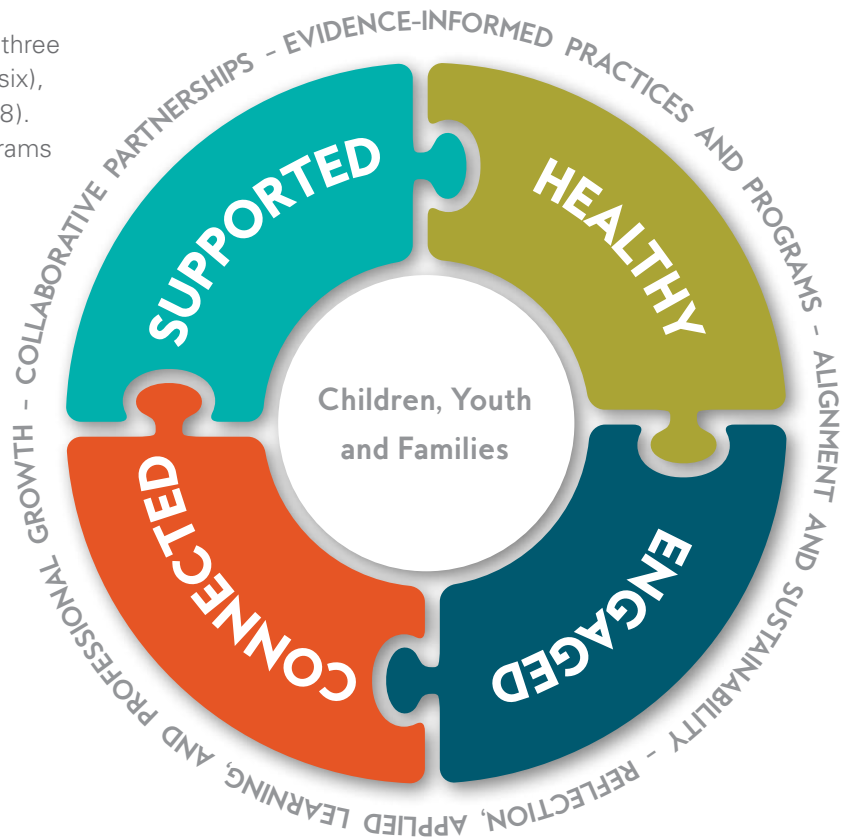 three
six),
8).
rams
COLLABORATIVE PARTNERSHIPS - EVIDENCE-INFORMED PRACTICES AND PROGRAMS - ALIGNMENT AND SUSTAINABILITY - REFLECTION, APPLIED LEARNING, AND PROFESSIONAL GROWTH -
SUPPORTED
HEALTHY
ENGAGED
CONNECTED
Children, Youth
and Families